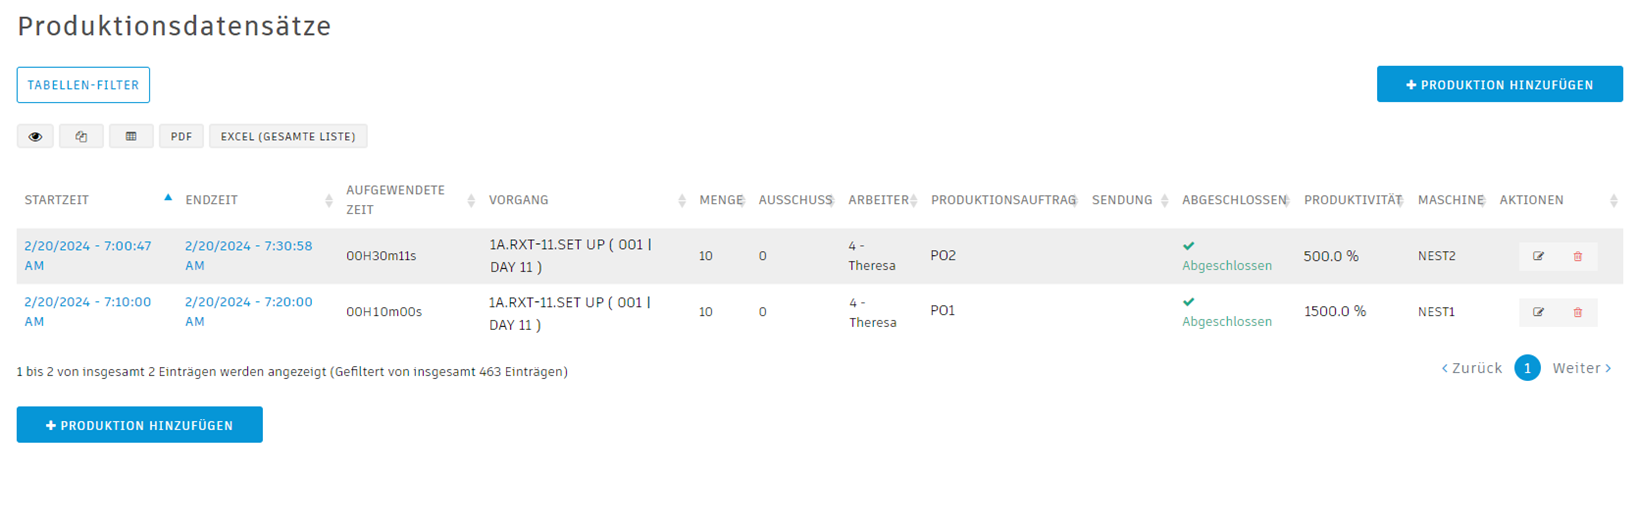 Produktionsdatensätze
TABELLEN-FILTER
PRODUKTION HINZUFÜGEN
PDF
EXCEL (GESAMTE LISTE)
STARTZEIT ENDZEIT AUFGEWENDETE ZEIT VORGANG MENGE AUSSCHUSS ARBEITER PRODUKTIONSAUFTRAG SENDUNG ABGESCHLOSSEN PRODUKTIVITÄT MASCHINE AKTIONEN
2/20/2024 - 7:00:47 AM 2/20/2024 - 7:30:58 AM 00H30m11s 1A.RXT-11.SET UP ( 001 | DAY 11 ) 10 0 4 - Theresa PO2 Abgeschlossen 500.0 % NEST2
2/20/2024 - 7:10:00 AM 2/20/2024 - 7:20:00 AM 00H10m00s 1A.RXT-11.SET UP ( 001 | DAY 11 ) 10 0 4 - Theresa PO1 Abgeschlossen 1500.0 % NEST1
1 bis 2 von insgesamt 2 Einträgen werden angezeigt (Gefiltert von insgesamt 463 Einträgen)
‹ Zurück 1 Weiter ›
PRODUKTION HINZUFÜGEN